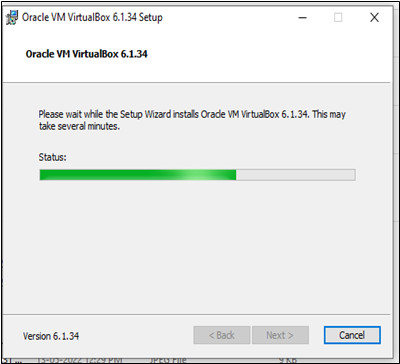 Oracle VM VirtualBox 6.1.34 Setup
Oracle VM VirtualBox 6.1.34
Please wait while the Setup Wizard installs Oracle VM VirtualBox 6.1.34. This may
take several minutes.
Status:
Version 6.1.34 < Back Next > Cancel
13-05-2022 12:29 PM JPEG File 9 KB